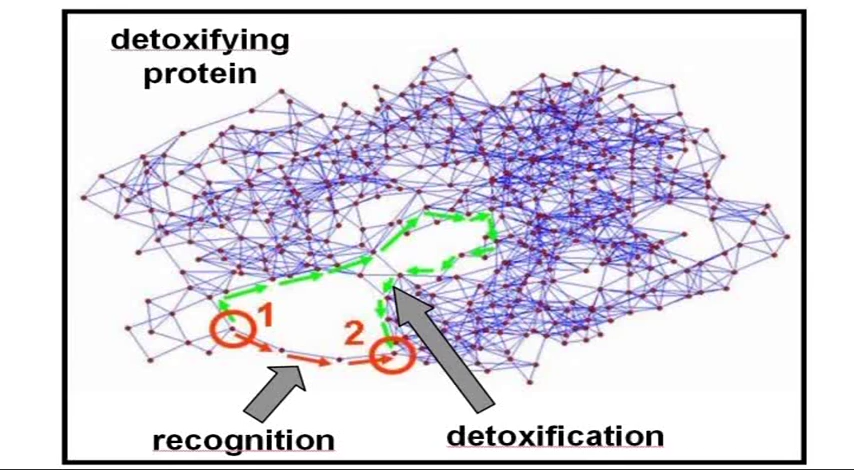 detoxifying
protein
1
2
recognition
detoxification